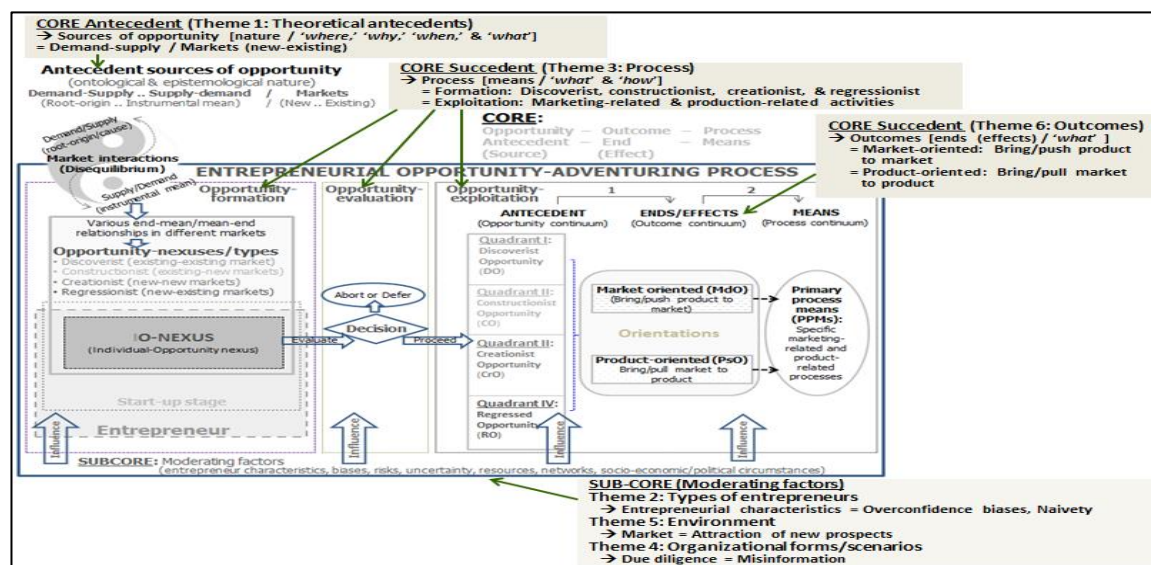 CORE Antecedent (Theme 1: Theoretical antecedents)
→ Sources of opportunity [nature / ‘where,’ ‘why,’ ‘when,’ & ‘what’]
= Demand-supply / Markets (new-existing)
Antecedent sources of opportunity
(ontological & epistemological nature)
Demand-Supply .. Supply-demand / Markets
(Root-origin .. Instrumental mean) / (New .. Existing)
CORE Succedent (Theme 3: Process)
→ Process [means / ‘what’ & ‘how’]
= Formation: Discoverist, constructionist, creationist, & regressionist
= Exploitation: Marketing-related & production-related activities
CORE:
Opportunity – Outcome – Process
Antecedent – End – Means
(Source) (Effect)
CORE Succedent (Theme 6: Outcomes)
→ Outcomes [ends (effects) / ‘what’ ]
= Market-oriented: Bring/push product
to market
= Product-oriented: Bring/pull market
to product
Demand/Supply
(root-origin/cause)
Market interactions
(Disequilibrium)
Supply/Demand
(instrumental mean)
ENTREPRENEURIAL OPPORTUNITY-ADVENTURING PROCESS
Opportunity-
formation
Opportunity-
evaluation
Opportunity-
exploitation
1
2
Various end-mean/mean-end
relationships in different markets
Opportunity-nexuses/types
• Discoverist (existing-existing market)
• Constructionist (existing-new markets)
• Creationist (new-new markets)
• Regressionist (new-existing markets)
IO-NEXUS
(Individual-Opportunity nexus)
Start-up stage
Entrepreneur
Evaluate
Abort or Defer
Decision
Proceed
ANTECEDENT
(Opportunity continuum)
ENDS/EFFECTS
(Outcome continuum)
MEANS
(Process continuum)
Quadrant I:
Discoverist
Opportunity
(DO)
Quadrant II:
Constructionist
Opportunity
(CO)
Quadrant II:
Creationist
Opportunity
(CrO)
Quadrant IV:
Regressed
Opportunity
(RO)
Market oriented (MdO)
(Bring/push product to
market)
Orientations
Product-oriented (PsO)
Bring/pull market to
product
Primary
process
means
(PPMs):
Specific
marketing-
related and
product-
related
processes
Influence
Influence
Influence
Influence
SUBCORE: Moderating factors
(entrepreneur characteristics, biases, risks, uncertainty, resources, networks, socio-economic/political circumstances)
SUB-CORE (Moderating factors)
Theme 2: Types of entrepreneurs
→ Entrepreneurial characteristics = Overconfidence biases, Naivety
Theme 5: Environment
→ Market = Attraction of new prospects
Theme 4: Organizational forms/scenarios
→ Due diligence = Misinformation